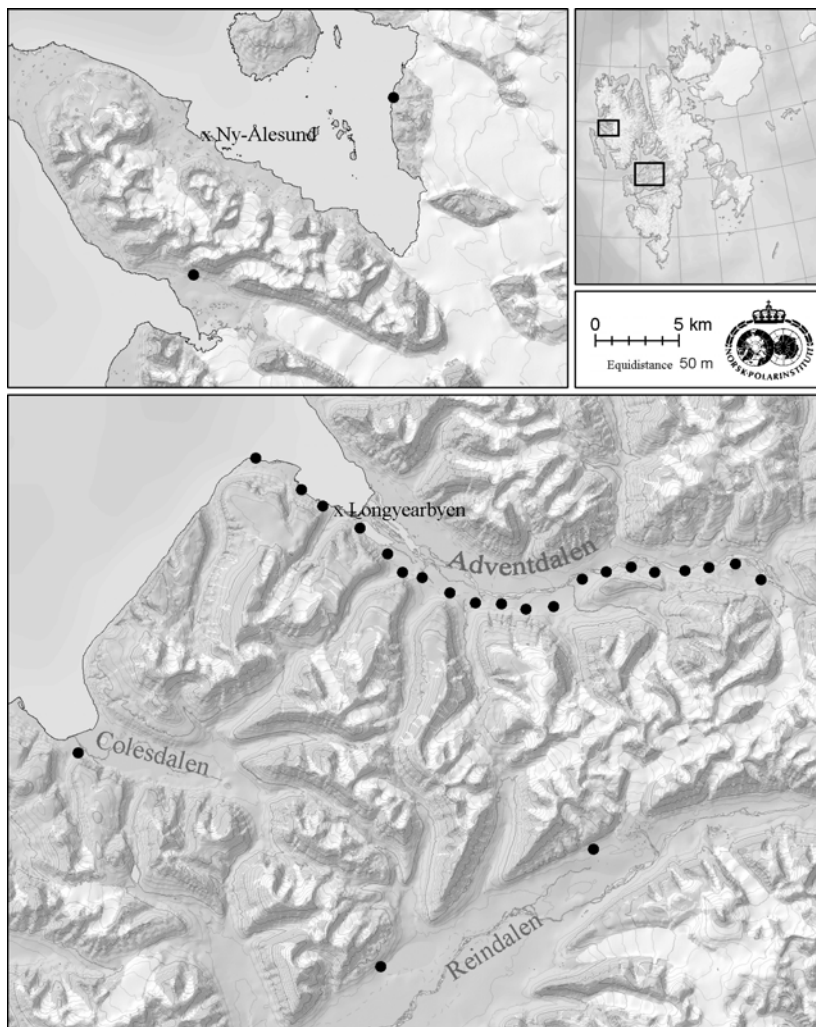 x Ny-Ålesund
0 5 km
Equidistance 50 m
NORSK-POLARINSTITUTT
x Longyearbyen
Adventdalen
Colesdalen
Reindalen